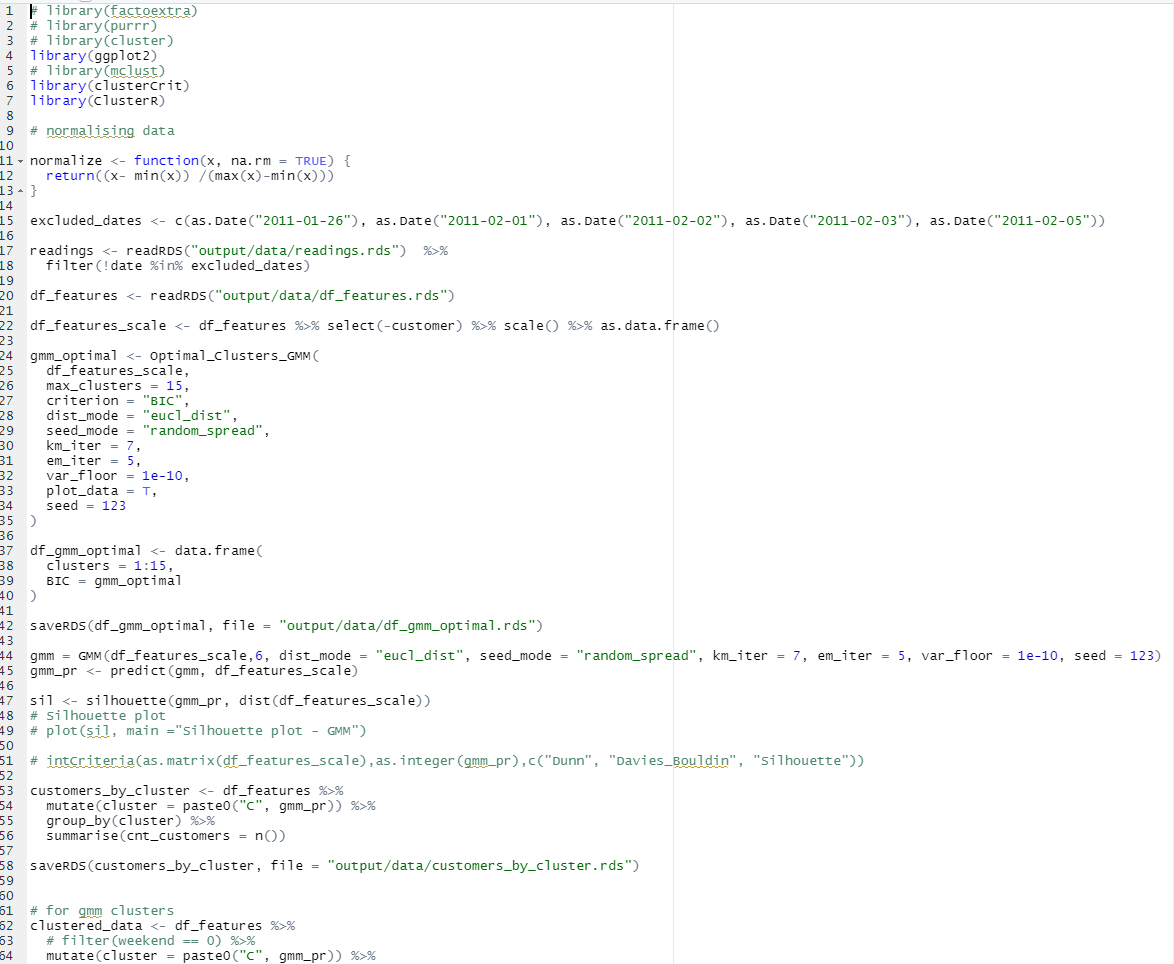 1 # library(factoextra)
2 # library(purrr)
3 # library(cluster)
4 library(ggplot2)
5 # library(mclust)
6 library(clusterCrit)
7 library(ClusterR)
8
9 # normalising data
10
11 normalize <- function(x, na.rm = TRUE) {
12   return((x- min(x)) /(max(x)-min(x)))
13 }
14
15 excluded_dates <- c(as.Date("2011-01-26"), as.Date("2011-02-01"), as.Date("2011-02-02"), as.Date("2011-02-03"), as.Date("2011-02-05"))
16
17 readings <- readRDS("output/data/readings.rds")  %>%
18   filter(!date %in% excluded_dates)
19
20 df_features <- readRDS("output/data/df_features.rds")
21
22 df_features_scale <- df_features %>% select(-customer) %>% scale() %>% as.data.frame()
23
24 gmm_optimal <- Optimal_Clusters_GMM(
25   df_features_scale,
26   max_clusters = 15,
27   criterion = "BIC",
28   dist_mode = "eucl_dist",
29   seed_mode = "random_spread",
30   km_iter = 7,
31   em_iter = 5,
32   var_floor = 1e-10,
33   plot_data = T,
34   seed = 123
35 )
36
37 df_gmm_optimal <- data.frame(
38   clusters = 1:15,
39   BIC = gmm_optimal
40 )
41
42 saveRDS(df_gmm_optimal, file = "output/data/df_gmm_optimal.rds")
43
44 gmm = GMM(df_features_scale,6, dist_mode = "eucl_dist", seed_mode = "random_spread", km_iter = 7, em_iter = 5, var_floor = 1e-10, seed = 123)
45 gmm_pr <- predict(gmm, df_features_scale)
46
47 sil <- silhouette(gmm_pr, dist(df_features_scale))
48 # Silhouette plot
49 # plot(sil, main ="Silhouette plot - GMM")
50
51 # intCriteria(as.matrix(df_features_scale),as.integer(gmm_pr),c("Dunn", "Davies_Bouldin", "Silhouette"))
52
53 customers_by_cluster <- df_features %>%
54   mutate(cluster = paste0("C", gmm_pr)) %>%
55   group_by(cluster) %>%
56   summarise(cnt_customers = n())
57
58 saveRDS(customers_by_cluster, file = "output/data/customers_by_cluster.rds")
59
60
61 # for gmm clusters
62 clustered_data <- df_features %>%
63   # filter(weekend == 0) %>%
64   mutate(cluster = paste0("C", gmm_pr)) %>%